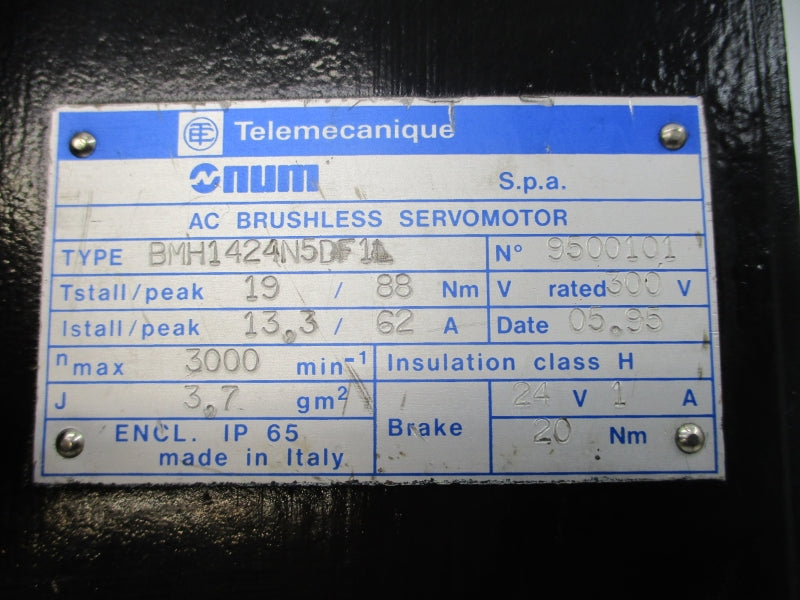 Telemecanique
num S.p.a.
AC BRUSHLESS SERVOMOTOR
TYPE BMH1424N5DF1 N° 9500101
Tstall/peak 19 / 88 Nm V rated 300 V
Istall/peak 13,3 / 62 A Date 05.95
n max 3000 min-1 Insulation class H
J 3,7 gm² Brake 24 V 1 A
ENCL. IP 65 20 Nm
made in Italy